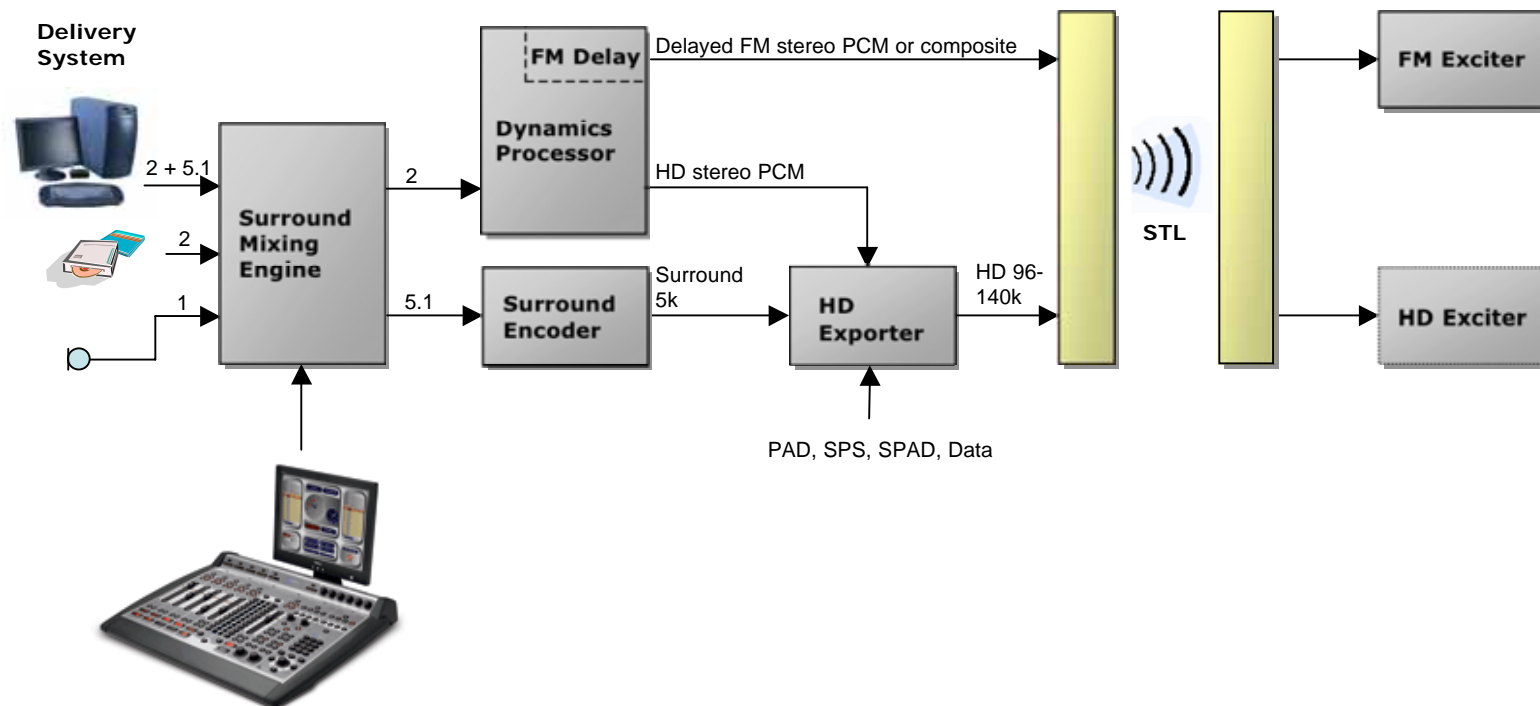 Delivery
System
2 + 5.1
2
1
Surround
Mixing
Engine
2
5.1
FM Delay
Dynamics
Processor
Delayed FM stereo PCM or composite
HD stereo PCM
Surround
Encoder
Surround
5k
HD
Exporter
HD 96-
140k
PAD, SPS, SPAD, Data
STL
FM Exciter
HD Exciter